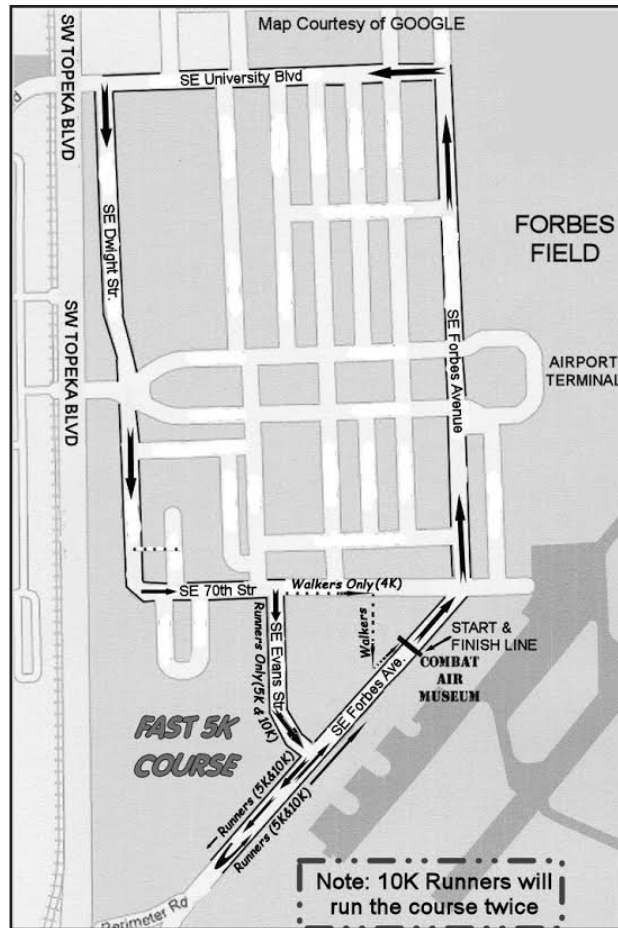 Map Courtesy of GOOGLE
SW TOPEKA BLVD
SE University Blvd
SE Dwight Str.
FORBES
FIELD
SE Forbes Avenue
SW TOPEKA BLVD
AIRPORT
TERMINAL
SE 70th Str
Walkers Only (4K)
Walkers
Runners Only (5K & 10K)
SE Evans Str
START &
FINISH LINE
COMBAT
AIR
MUSEUM
SE Forbes Ave.
FAST 5K
COURSE
Runners (5K&10K)
Runners (5K&10K)
Perimeter Rd
Note: 10K Runners will
run the course twice